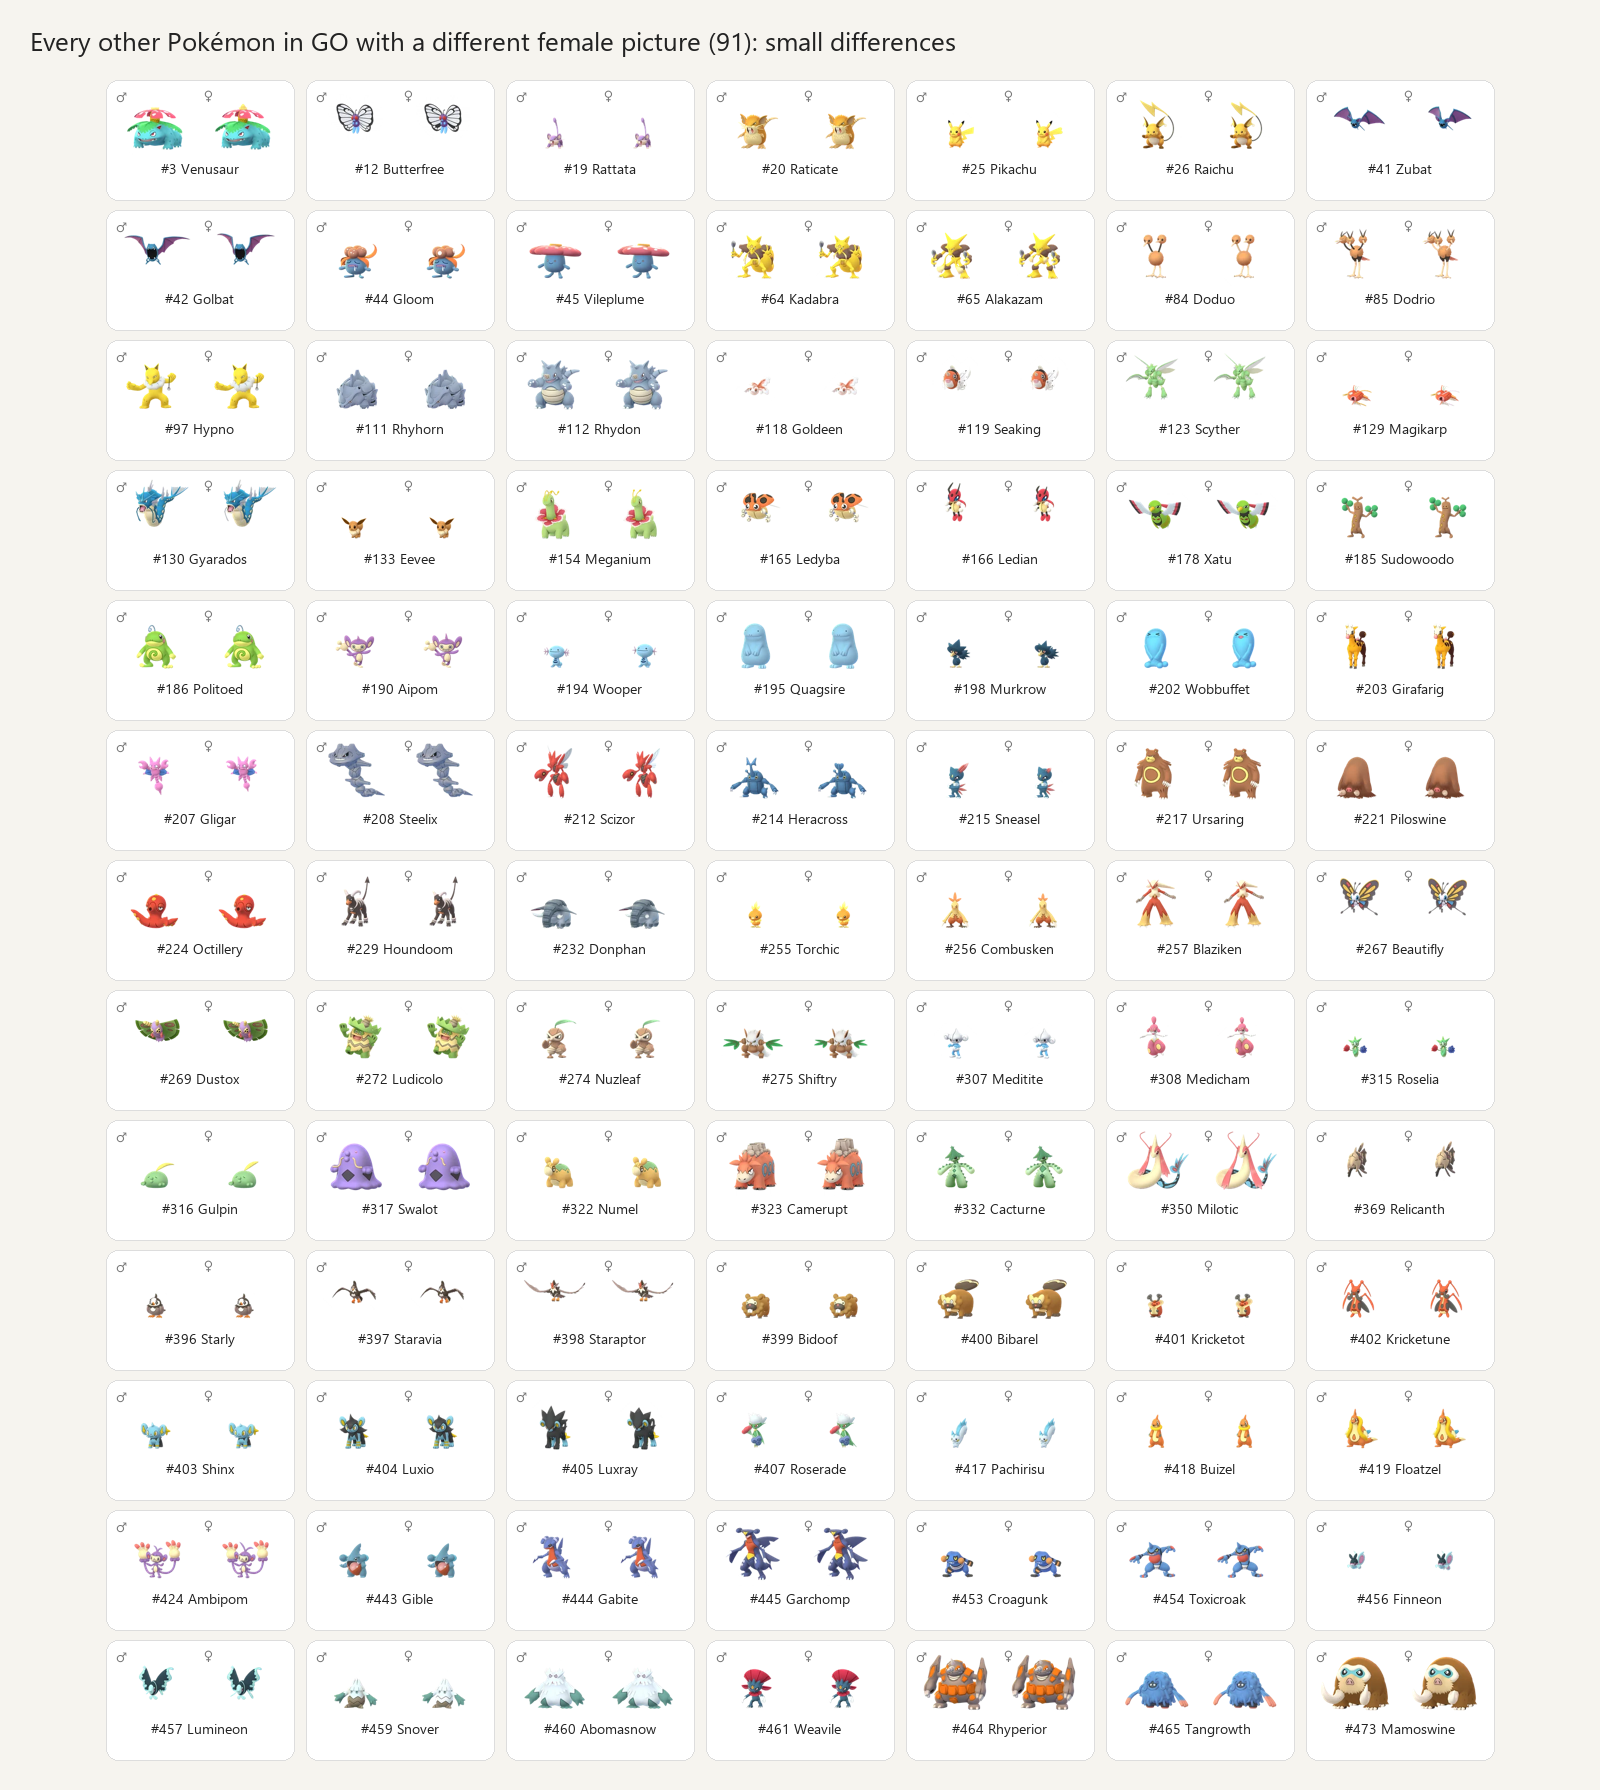 Every other Pokémon in GO with a different female picture (91): small differences
♂ ♀ ♂ ♀ ♂ ♀ ♂ ♀ ♂ ♀ ♂ ♀ ♂ ♀
#3 Venusaur #12 Butterfree #19 Rattata #20 Raticate #25 Pikachu #26 Raichu #41 Zubat
♂ ♀ ♂ ♀ ♂ ♀ ♂ ♀ ♂ ♀ ♂ ♀ ♂ ♀
#42 Golbat #44 Gloom #45 Vileplume #64 Kadabra #65 Alakazam #84 Doduo #85 Dodrio
♂ ♀ ♂ ♀ ♂ ♀ ♂ ♀ ♂ ♀ ♂ ♀ ♂ ♀
#97 Hypno #111 Rhyhorn #112 Rhydon #118 Goldeen #119 Seaking #123 Scyther #129 Magikarp
♂ ♀ ♂ ♀ ♂ ♀ ♂ ♀ ♂ ♀ ♂ ♀ ♂ ♀
#130 Gyarados #133 Eevee #154 Meganium #165 Ledyba #166 Ledian #178 Xatu #185 Sudowoodo
♂ ♀ ♂ ♀ ♂ ♀ ♂ ♀ ♂ ♀ ♂ ♀ ♂ ♀
#186 Politoed #190 Aipom #194 Wooper #195 Quagsire #198 Murkrow #202 Wobbuffet #203 Girafarig
♂ ♀ ♂ ♀ ♂ ♀ ♂ ♀ ♂ ♀ ♂ ♀ ♂ ♀
#207 Gligar #208 Steelix #212 Scizor #214 Heracross #215 Sneasel #217 Ursaring #221 Piloswine
♂ ♀ ♂ ♀ ♂ ♀ ♂ ♀ ♂ ♀ ♂ ♀ ♂ ♀
#224 Octillery #229 Houndoom #232 Donphan #255 Torchic #256 Combusken #257 Blaziken #267 Beautifly
♂ ♀ ♂ ♀ ♂ ♀ ♂ ♀ ♂ ♀ ♂ ♀ ♂ ♀
#269 Dustox #272 Ludicolo #274 Nuzleaf #275 Shiftry #307 Meditite #308 Medicham #315 Roselia
♂ ♀ ♂ ♀ ♂ ♀ ♂ ♀ ♂ ♀ ♂ ♀ ♂ ♀
#316 Gulpin #317 Swalot #322 Numel #323 Camerupt #332 Cacturne #350 Milotic #369 Relicanth
♂ ♀ ♂ ♀ ♂ ♀ ♂ ♀ ♂ ♀ ♂ ♀ ♂ ♀
#396 Starly #397 Staravia #398 Staraptor #399 Bidoof #400 Bibarel #401 Kricketot #402 Kricketune
♂ ♀ ♂ ♀ ♂ ♀ ♂ ♀ ♂ ♀ ♂ ♀ ♂ ♀
#403 Shinx #404 Luxio #405 Luxray #407 Roserade #417 Pachirisu #418 Buizel #419 Floatzel
♂ ♀ ♂ ♀ ♂ ♀ ♂ ♀ ♂ ♀ ♂ ♀ ♂ ♀
#424 Ambipom #443 Gible #444 Gabite #445 Garchomp #453 Croagunk #454 Toxicroak #456 Finneon
♂ ♀ ♂ ♀ ♂ ♀ ♂ ♀ ♂ ♀ ♂ ♀ ♂ ♀
#457 Lumineon #459 Snover #460 Abomasnow #461 Weavile #464 Rhyperior #465 Tangrowth #473 Mamoswine